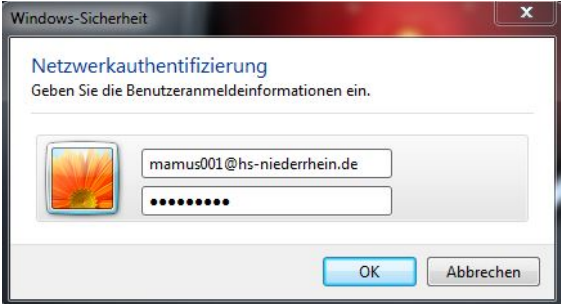 Windows-Sicherheit
Netzwerkauthentifizierung
Geben Sie die Benutzeranmeldeinformationen ein.
mamus001@hs-niederrhein.de
•••••••••
OK
Abbrechen